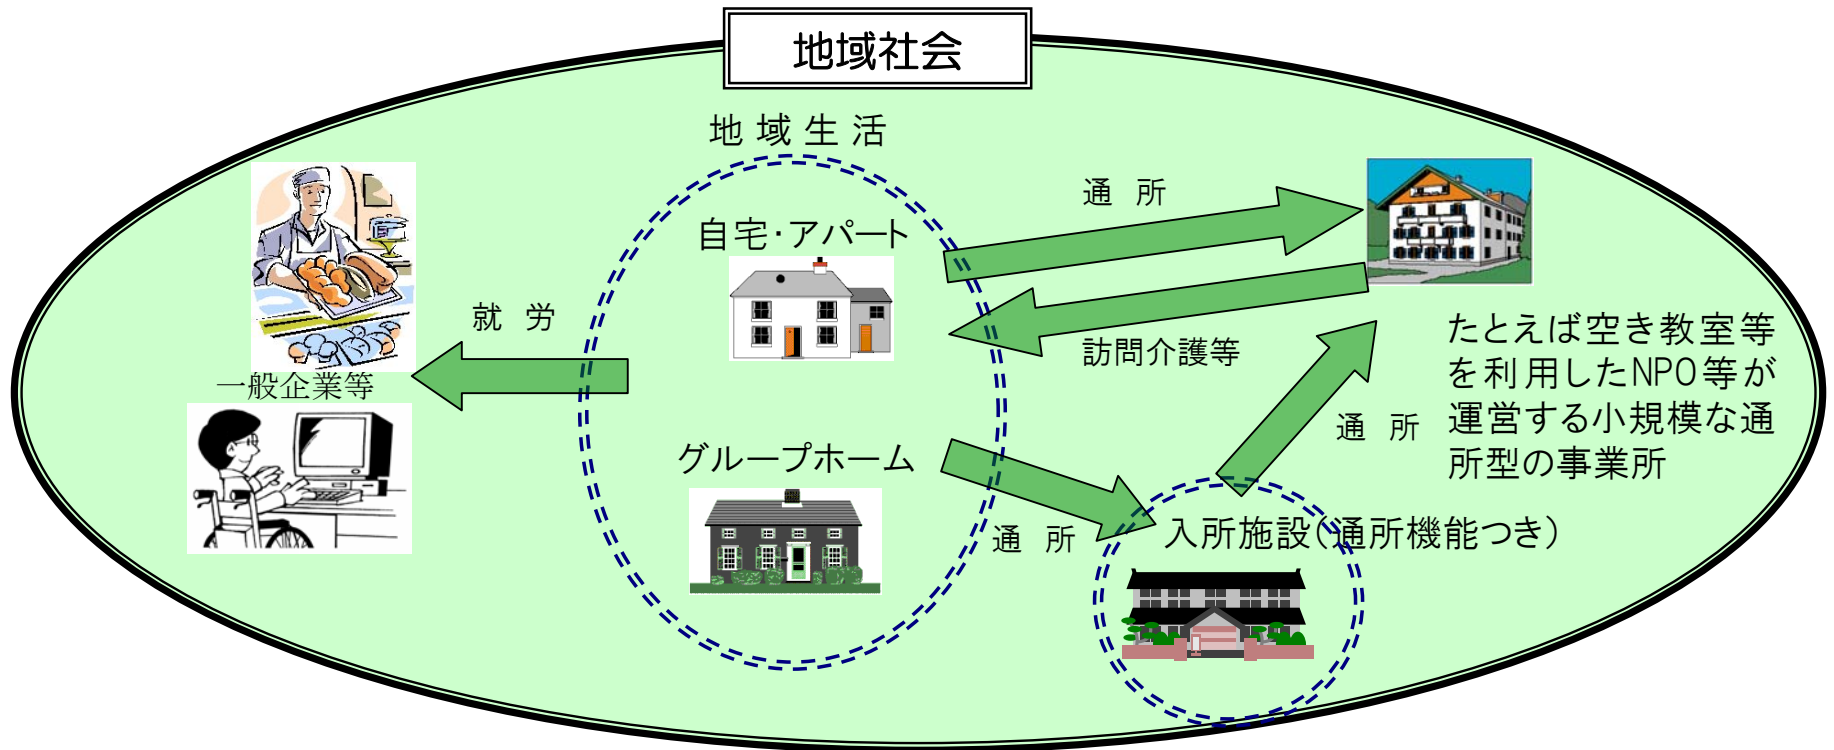 地域社会
地域生活
自宅・アパート
通所
訪問介護等
就労
一般企業等
たとえば空き教室等
を利用したNPO等が
運営する小規模な通
所型の事業所
通所
グループホーム
通所
入所施設(通所機能つき)